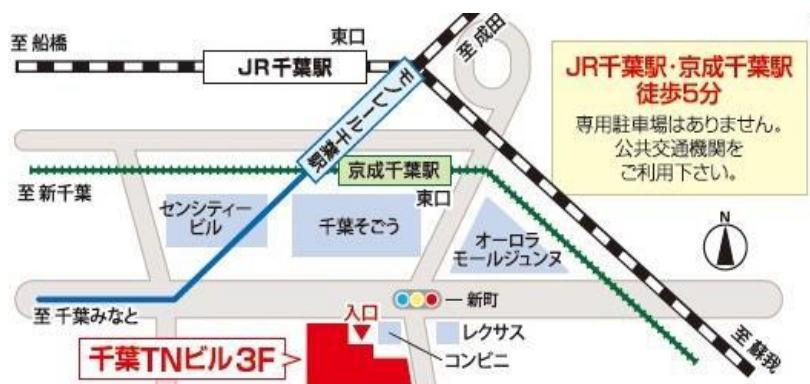 至 船橋
東口
JR千葉駅
至 成田
モノレール千葉駅
JR千葉駅・京成千葉駅
徒歩5分
専用駐車場はありません。
公共交通機関を
ご利用下さい。
京成千葉駅
至 新千葉
東口
センシティー
ビル
千葉そごう
オーロラ
モールジュンヌ
N
新町
至 千葉みなと
入口
レクサス
コンビニ
至 蘇我
千葉TNビル3F